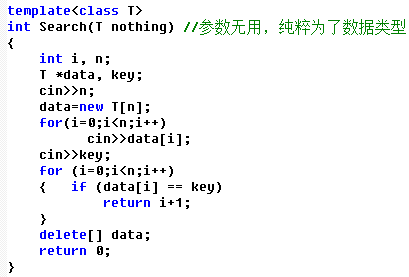 template<class T>
int Search(T nothing) //参数无用，纯粹为了数据类型
{
    int i, n;
    T *data, key;
    cin>>n;
    data=new T[n];
    for(i=0;i<n;i++)
          cin>>data[i];
    cin>>key;
    for (i=0;i<n;i++)
    {   if (data[i] == key)
            return i+1;
    }
    delete[] data;
    return 0;
}